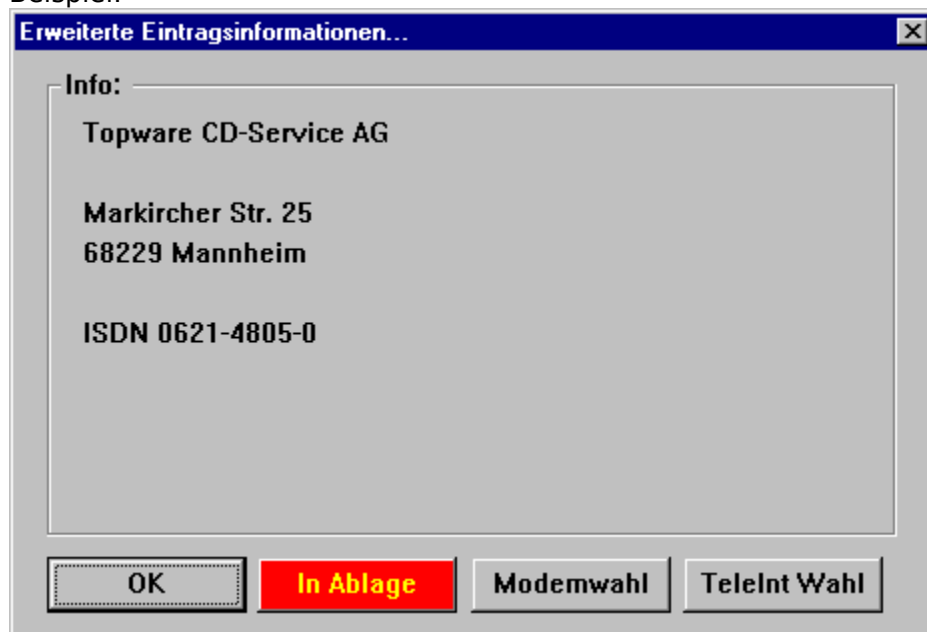 Beispiel:
Erweiterte Eintragsinformationen...
Info:
Topware CD-Service AG
Markircher Str. 25
68229 Mannheim
ISDN 0621-4805-0
OK In Ablage Modemwahl TeleInt Wahl